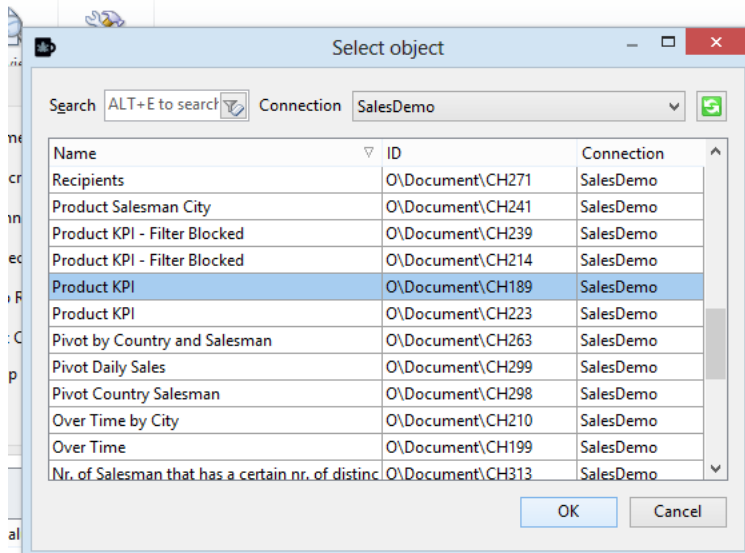 Select object
Search ALT+E to search Connection SalesDemo
Name ID Connection
Recipients O\Document\CH271 SalesDemo
Product Salesman City O\Document\CH241 SalesDemo
Product KPI - Filter Blocked O\Document\CH239 SalesDemo
Product KPI - Filter Blocked O\Document\CH214 SalesDemo
Product KPI O\Document\CH189 SalesDemo
Product KPI O\Document\CH223 SalesDemo
Pivot by Country and Salesman O\Document\CH263 SalesDemo
Pivot Daily Sales O\Document\CH299 SalesDemo
Pivot Country Salesman O\Document\CH298 SalesDemo
Over Time by City O\Document\CH210 SalesDemo
Over Time O\Document\CH199 SalesDemo
Nr. of Salesman that has a certain nr. of distinc O\Document\CH313 SalesDemo
OK Cancel